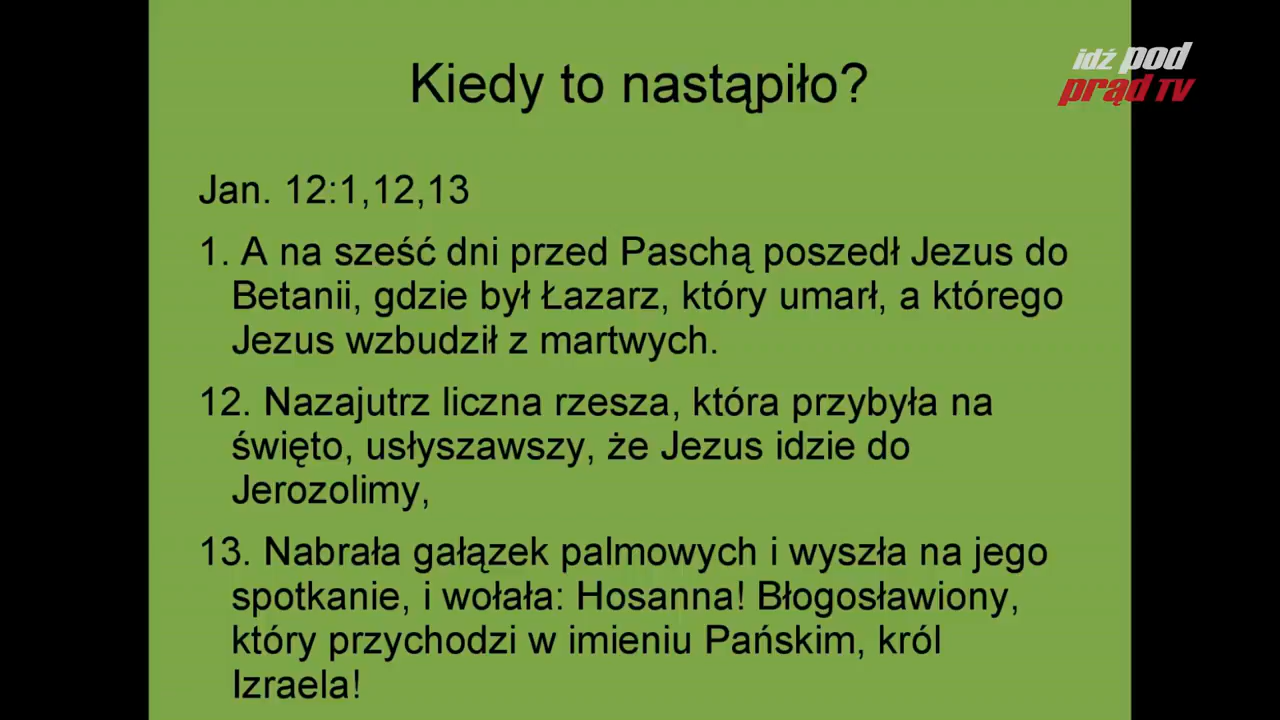 Kiedy to nastąpiło?
idź pod
prąd TV
Jan. 12:1,12,13
1. A na sześć dni przed Paschą poszedł Jezus do
Betanii, gdzie był Łazarz, który umarł, a którego
Jezus wzbudził z martwych.
12. Nazajutrz liczna rzesza, która przybyła na
święto, usłyszawszy, że Jezus idzie do
Jerozolimy,
13. Nabrała gałązek palmowych i wyszła na jego
spotkanie, i wołała: Hosanna! Błogosławiony,
który przychodzi w imieniu Pańskim, król
Izraela!